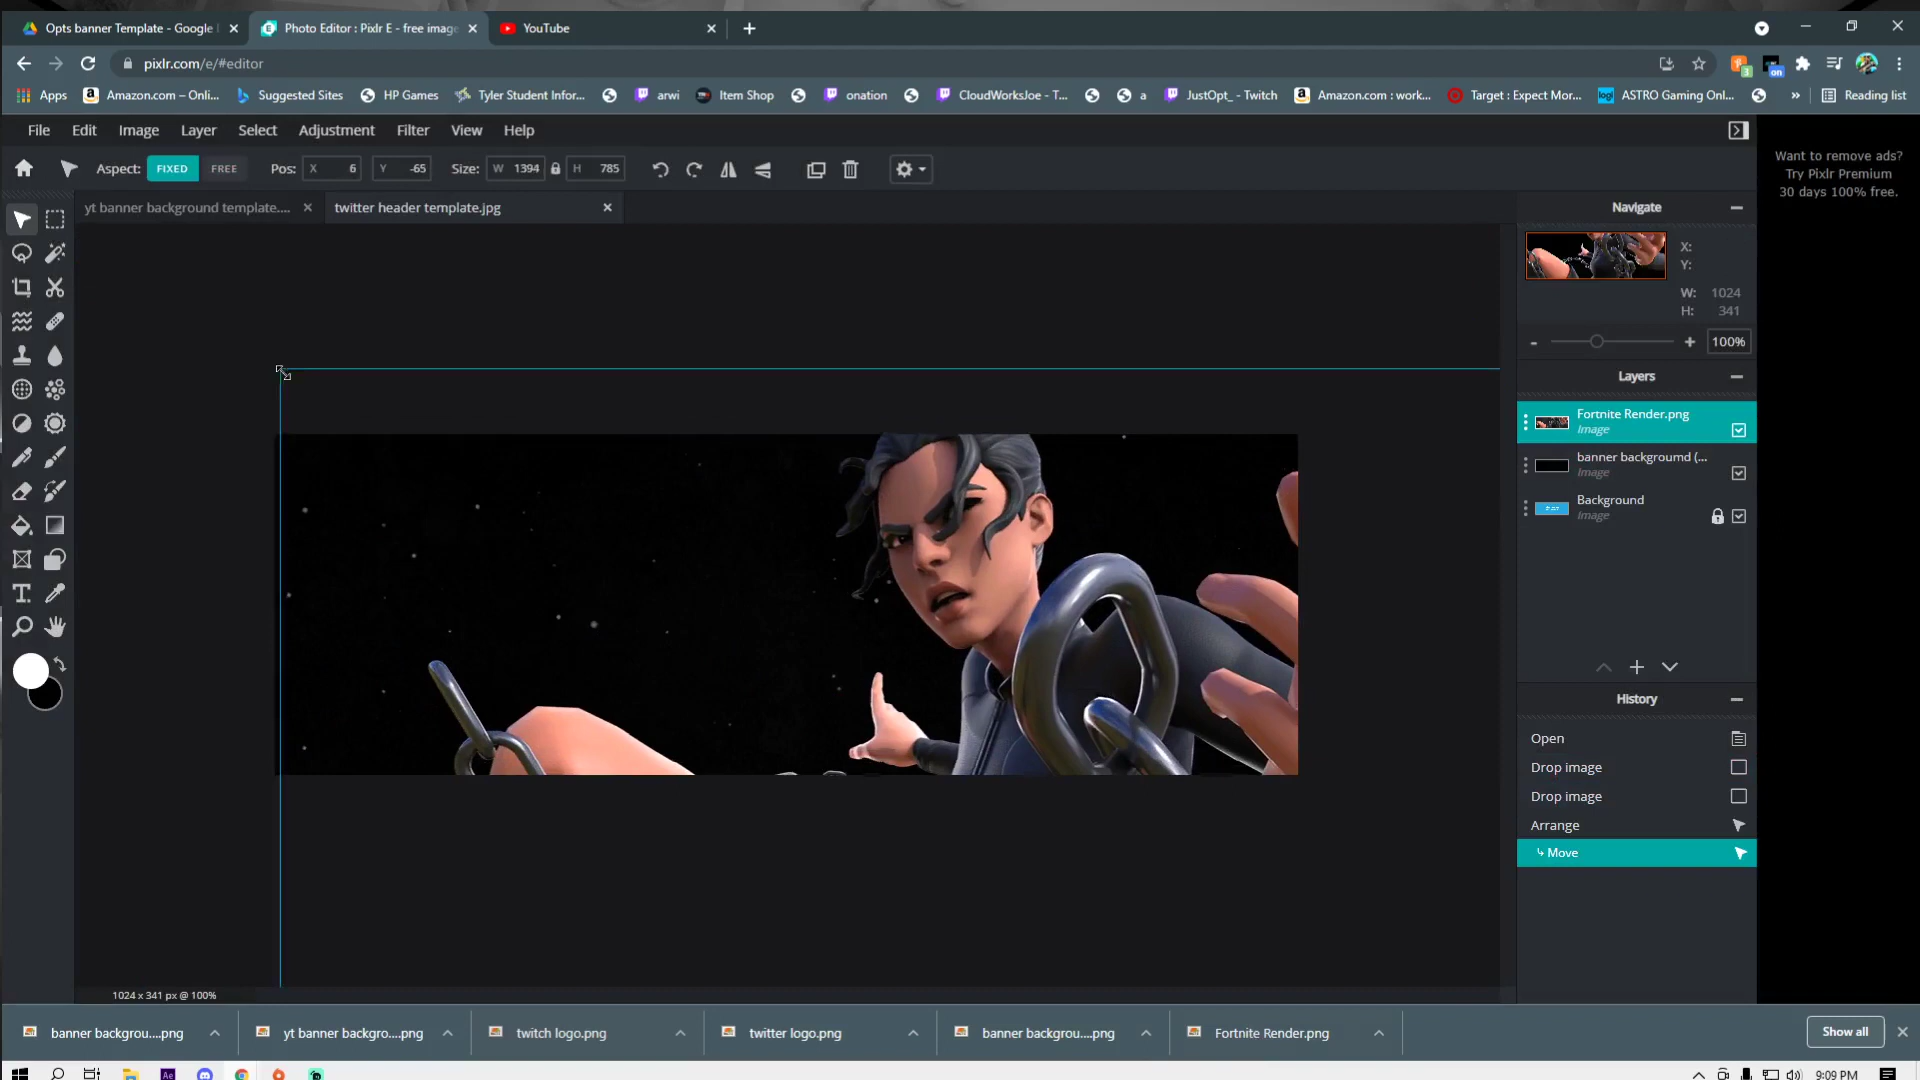 Opts banner Template - Google
Photo Editor : Pixlr E - free image
YouTube
pixlr.com/e/#editor
3
on
Apps
Amazon.com – Onli...
Suggested Sites
HP Games
Tyler Student Infor...
arwi
Item Shop
onation
CloudWorksJoe - T...
a
JustOpt_ - Twitch
Amazon.com : work...
Target : Expect Mor...
ASTRO Gaming Onl...
»
Reading list
File
Edit
Image
Layer
Select
Adjustment
Filter
View
Help
Aspect:
FIXED
FREE
Pos:
X 6
Y -65
Size:
W 1394
H 785
Want to remove ads?
Try Pixlr Premium
30 days 100% free.
yt banner background template....
twitter header template.jpg
Navigate
X:
Y:
W: 1024
H: 341
100%
Layers
Fortnite Render.png
Image
banner backgroumd (...
Image
Background
Image
History
Open
Drop image
Drop image
Arrange
Move
1024 x 341 px @ 100%
banner backgrou....png
yt banner backgro....png
twitch logo.png
twitter logo.png
banner backgrou....png
Fortnite Render.png
Show all
Ae
9:09 PM